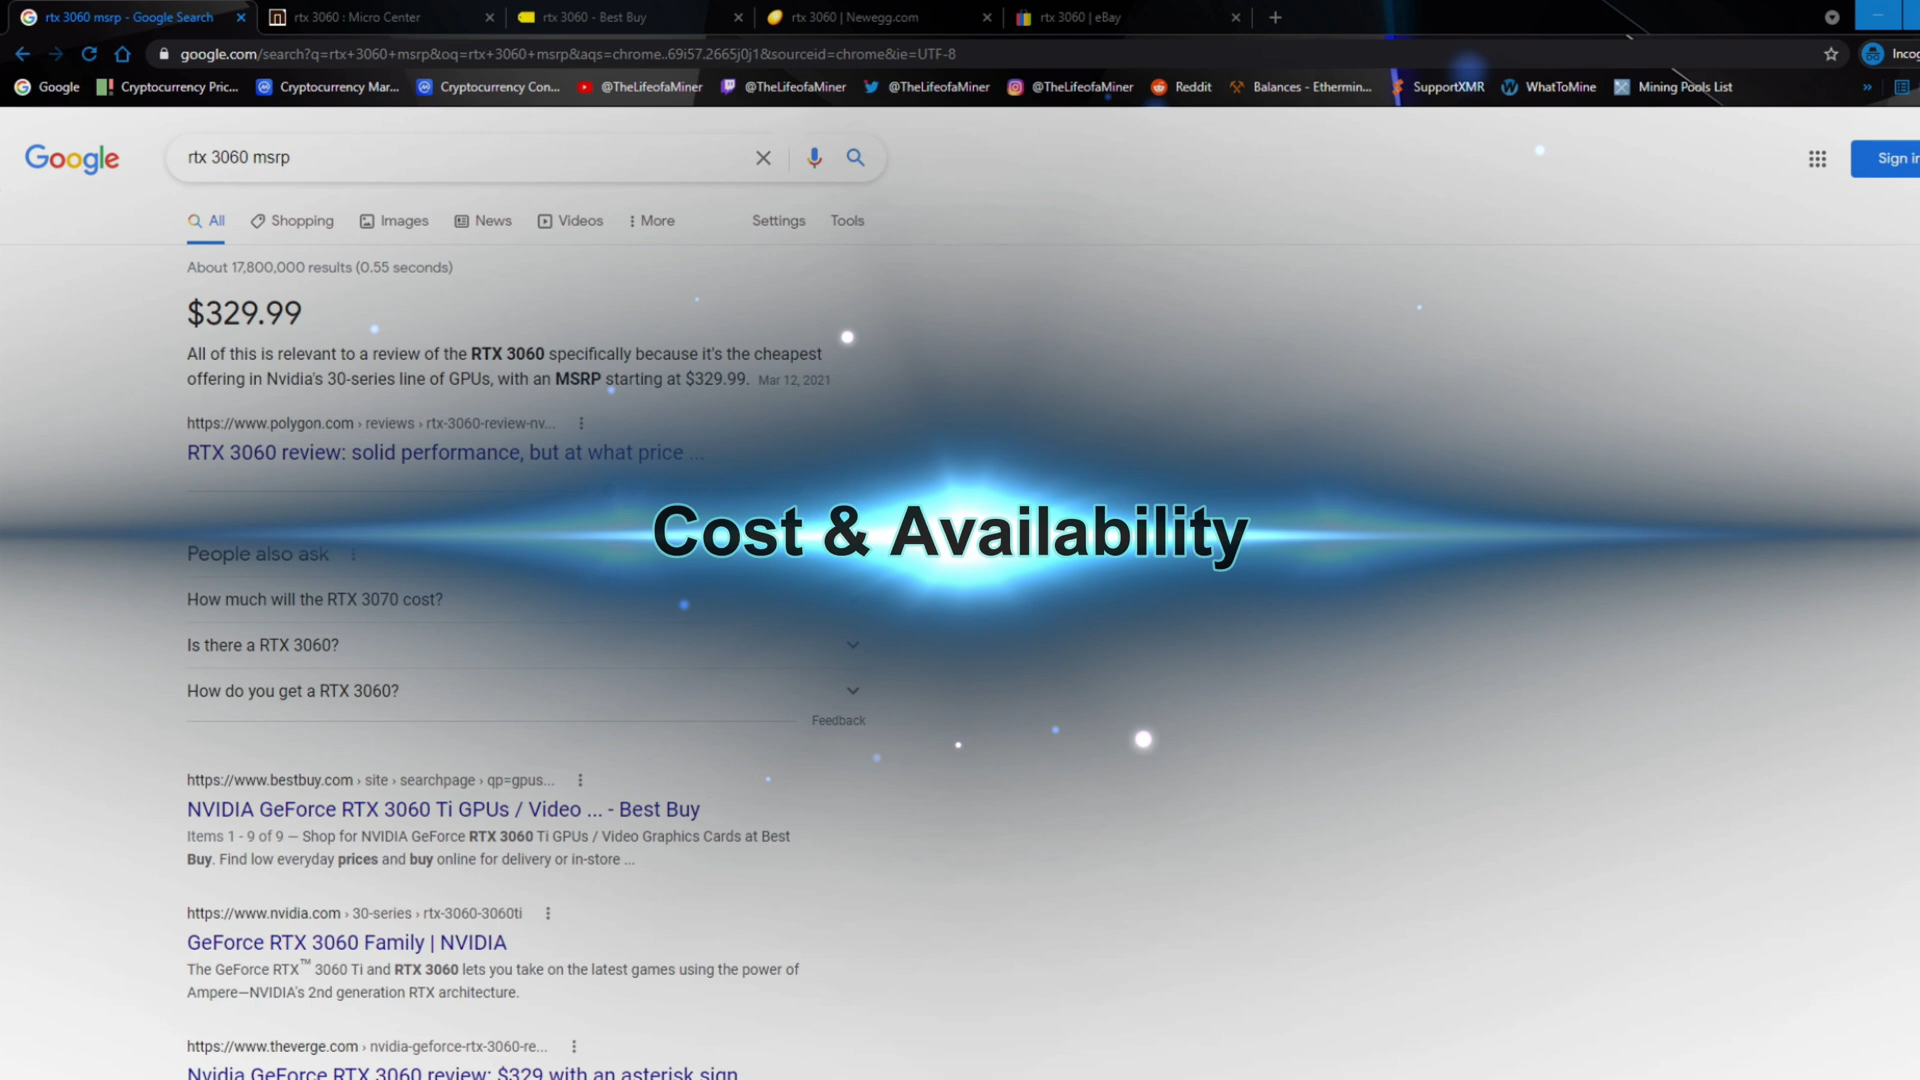 rtx 3060 msrp - Google Search
rtx 3060 : Micro Center
rtx 3060 - Best Buy
rtx 3060 | Newegg.com
rtx 3060 | eBay
google.com/search?q=rtx+3060+msrp&oq=rtx+3060+msrp&aqs=chrome..69i57.2665j0j1&sourceid=chrome&ie=UTF-8
Incog
Google
Cryptocurrency Pric...
Cryptocurrency Mar...
Cryptocurrency Con...
@TheLifeofaMiner
@TheLifeofaMiner
@TheLifeofaMiner
@TheLifeofaMiner
Reddit
Balances - Ethermin...
SupportXMR
WhatToMine
Mining Pools List
Google
rtx 3060 msrp
Sign in
All
Shopping
Images
News
Videos
More
Settings
Tools
About 17,800,000 results (0.55 seconds)
$329.99
All of this is relevant to a review of the RTX 3060 specifically because it's the cheapest
offering in Nvidia's 30-series line of GPUs, with an MSRP starting at $329.99. Mar 12, 2021
https://www.polygon.com › reviews › rtx-3060-review-nv...
RTX 3060 review: solid performance, but at what price ...
Cost & Availability
People also ask
How much will the RTX 3070 cost?
Is there a RTX 3060?
How do you get a RTX 3060?
Feedback
https://www.bestbuy.com › site › searchpage › qp=gpus...
NVIDIA GeForce RTX 3060 Ti GPUs / Video ... - Best Buy
Items 1 - 9 of 9 — Shop for NVIDIA GeForce RTX 3060 Ti GPUs / Video Graphics Cards at Best
Buy. Find low everyday prices and buy online for delivery or in-store ...
https://www.nvidia.com › 30-series › rtx-3060-3060ti
GeForce RTX 3060 Family | NVIDIA
The GeForce RTX™ 3060 Ti and RTX 3060 lets you take on the latest games using the power of
Ampere—NVIDIA's 2nd generation RTX architecture.
https://www.theverge.com › nvidia-geforce-rtx-3060-re...
Nvidia GeForce RTX 3060 review: $329 with an asterisk sign